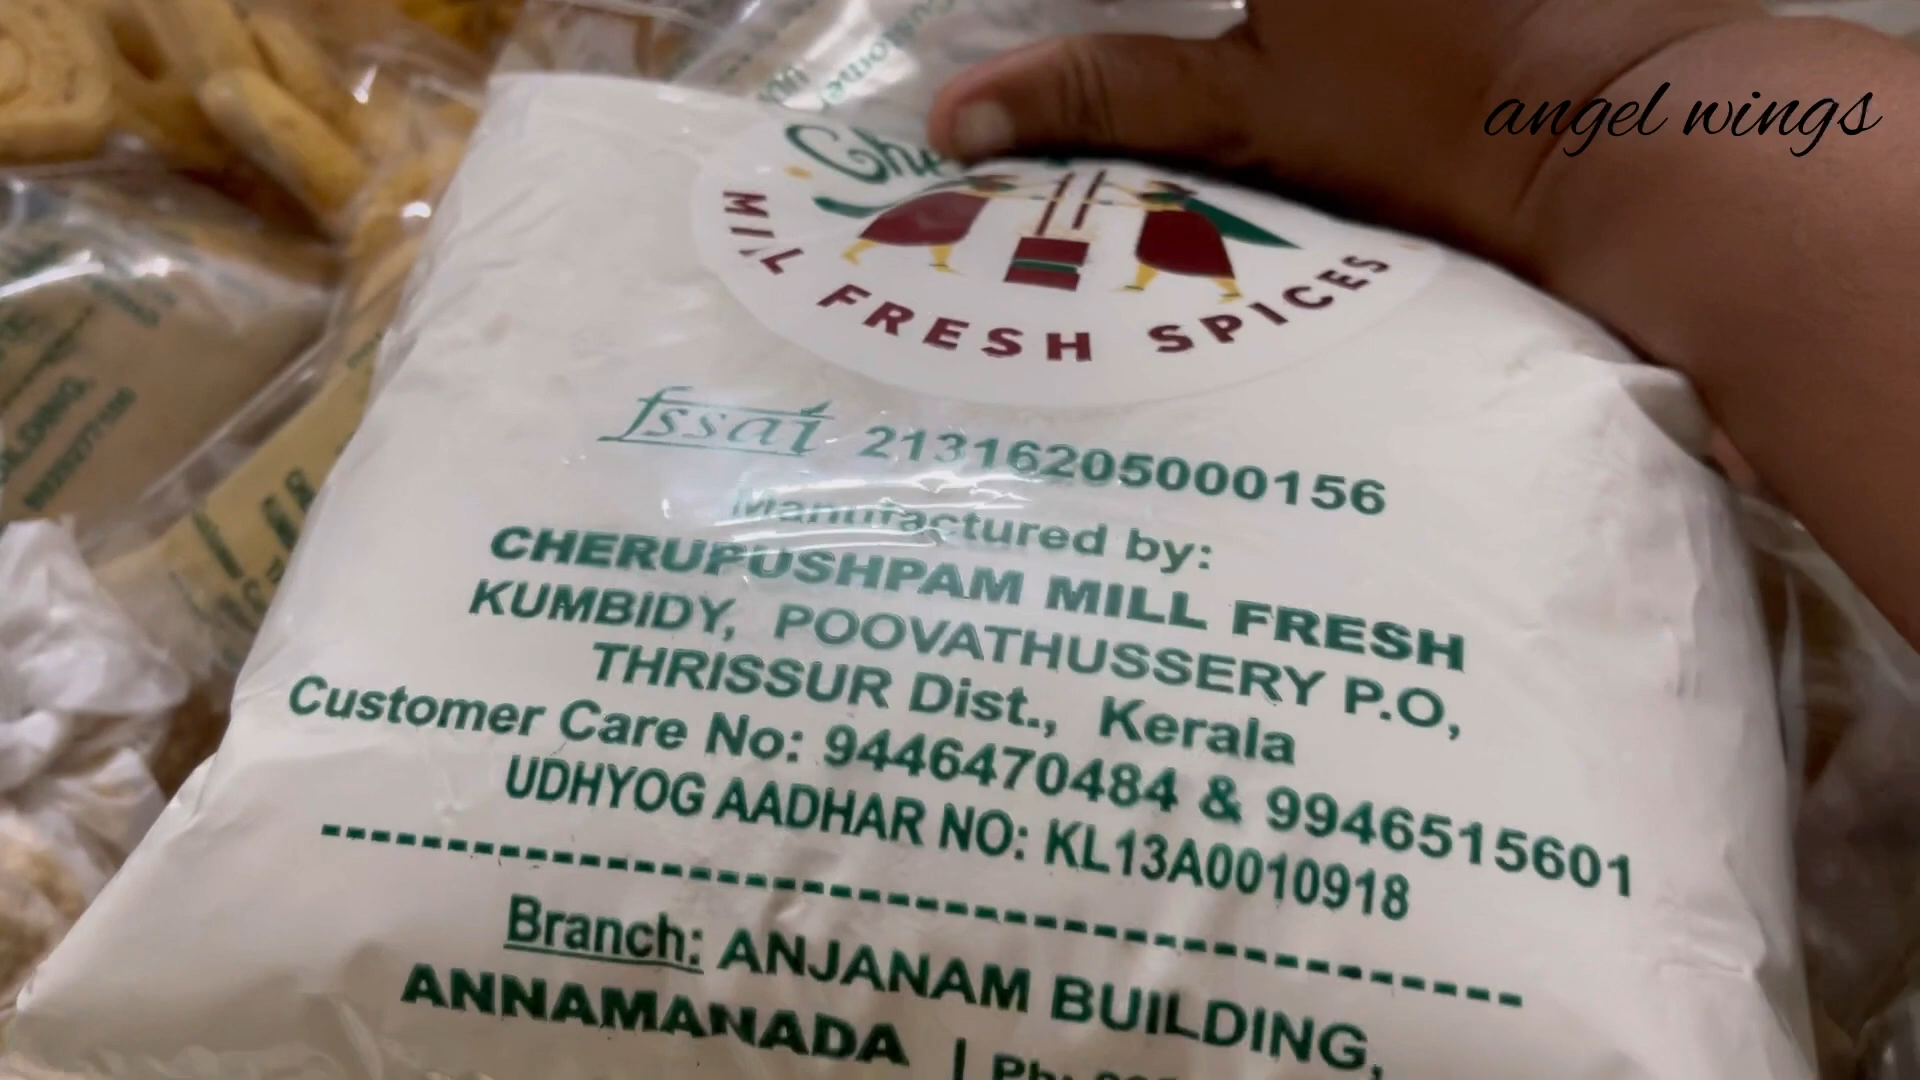 angel wings
MILL FRESH SPICES
fssai 21316205000156
Manufactured by:
CHERUPUSHPAM MILL FRESH
KUMBIDY, POOVATHUSSERY P.O,
THRISSUR Dist., Kerala
Customer Care No: 9446470484 & 9946515601
UDHYOG AADHAR NO: KL13A0010918
Branch: ANJANAM BUILDING,
ANNAMANADA | Ph: